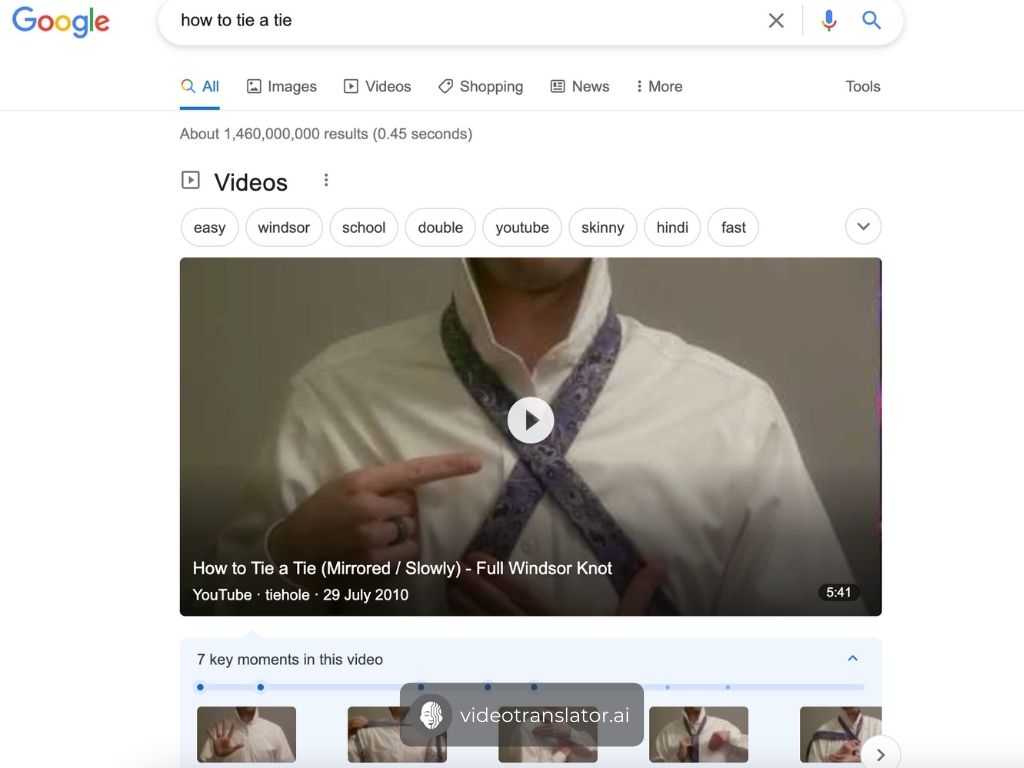 Google
how to tie a tie
All Images Videos Shopping News More Tools
About 1,460,000,000 results (0.45 seconds)
Videos
easy windsor school double youtube skinny hindi fast
How to Tie a Tie (Mirrored / Slowly) - Full Windsor Knot
YouTube · tiehole · 29 July 2010
5:41
7 key moments in this video
videotranslator.ai